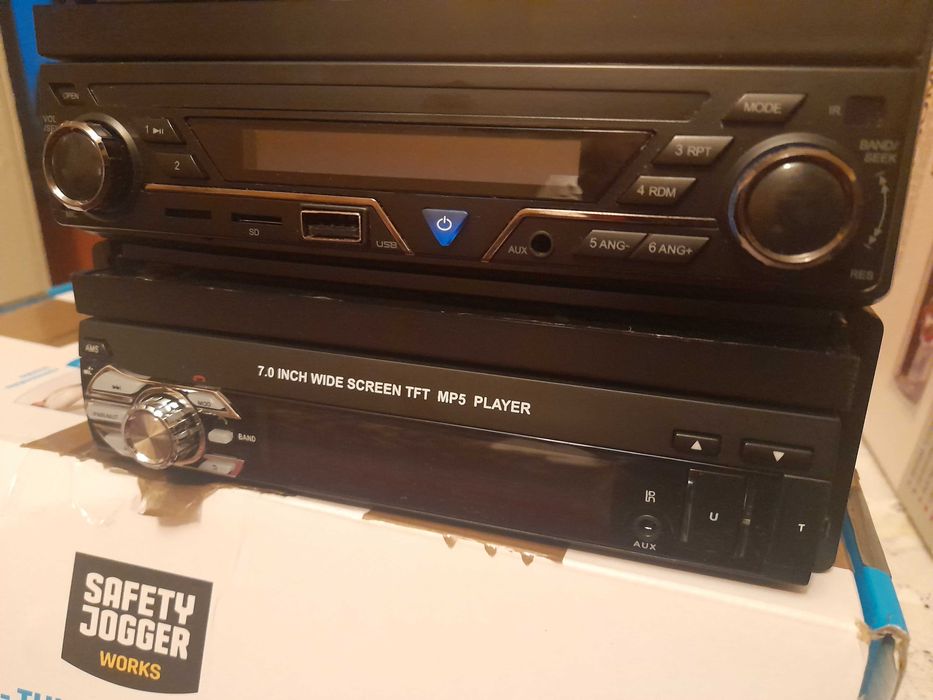 OPEN
VOL
1
2
SD
USB
AUX
MODE
IR
3 RPT
4 RDM
5 ANG-
6 ANG+
BAND/
SEEK
RES
AMS
7.0 INCH WIDE SCREEN TFT MP5 PLAYER
MOD
BAND
AUX
U
T
SAFETY
JOGGER
WORKS